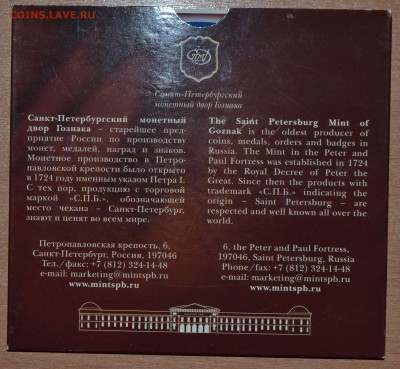 COINS.LAVE.RU
Санкт-Петербургский
монетный двор Гознака
Санкт-Петербургский монетный
двор Гознака – старейшее пред-
приятие России по производству
монет, медалей, наград и знаков.
Монетное производство в Петро-
павловской крепости было открыто
в 1724 году именным указом Петра I.
С тех пор, продукцию с торговой
маркой «С.П.Б.», обозначающей
место чекана – Санкт-Петербург,
знают и ценят во всем мире.
The Saint Petersburg Mint of
Goznak is the oldest producer of
coins, medals, orders and badges in
Russia. The Mint in the Peter and
Paul Fortress was established in 1724
by the Royal Decree of Peter the
Great. Since then the products with
trademark «С.П.Б.» indicating the
origin – Saint Petersburg – are
respected and well known all over the
world.
Петропавловская крепость, 6,
Санкт-Петербург, Россия, 197046
Тел./факс: +7 (812) 324-14-48
e-mail: marketing@mintspb.ru
www.mintspb.ru
6, the Peter and Paul Fortress,
197046, Saint Petersburg, Russia
Phone/fax: +7 (812) 324-14-48
e-mail: marketing@mintspb.ru
www.mintspb.ru